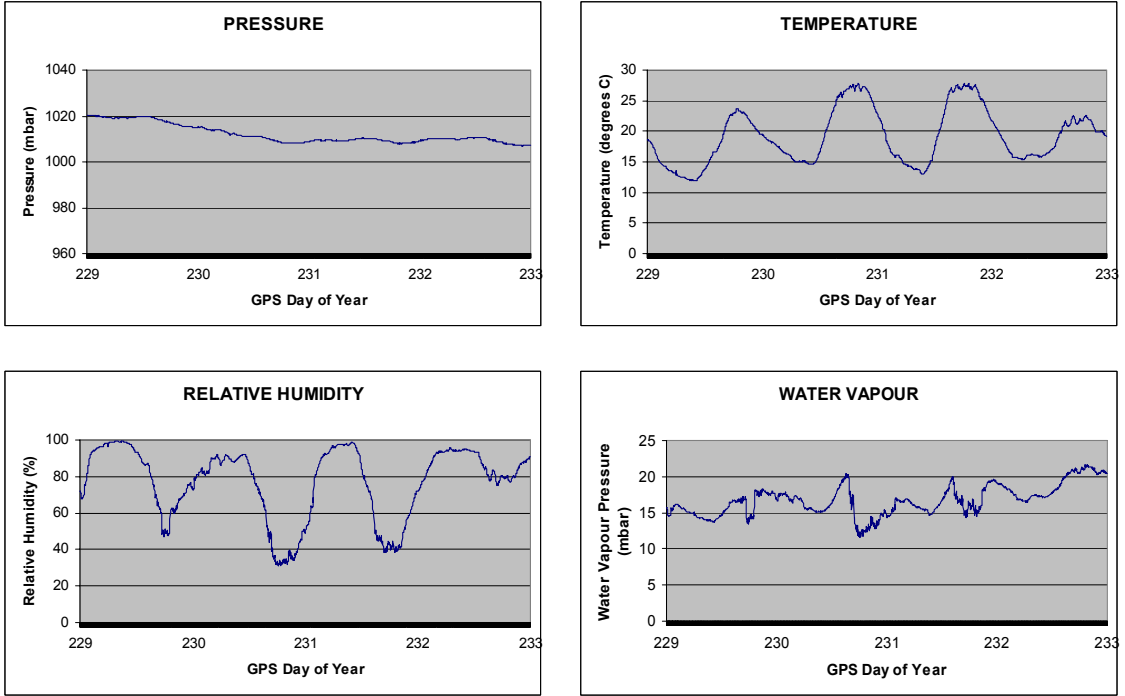 PRESSURE
1040
1020
1000
980
960
229 230 231 232 233
Pressure (mbar)
GPS Day of Year
TEMPERATURE
30
25
20
15
10
5
0
229 230 231 232 233
Temperature (degrees C)
GPS Day of Year
RELATIVE HUMIDITY
100
80
60
40
20
0
229 230 231 232 233
Relative Humidity (%)
GPS Day of Year
WATER VAPOUR
25
20
15
10
5
0
229 230 231 232 233
Water Vapour Pressure
(mbar)
GPS Day of Year